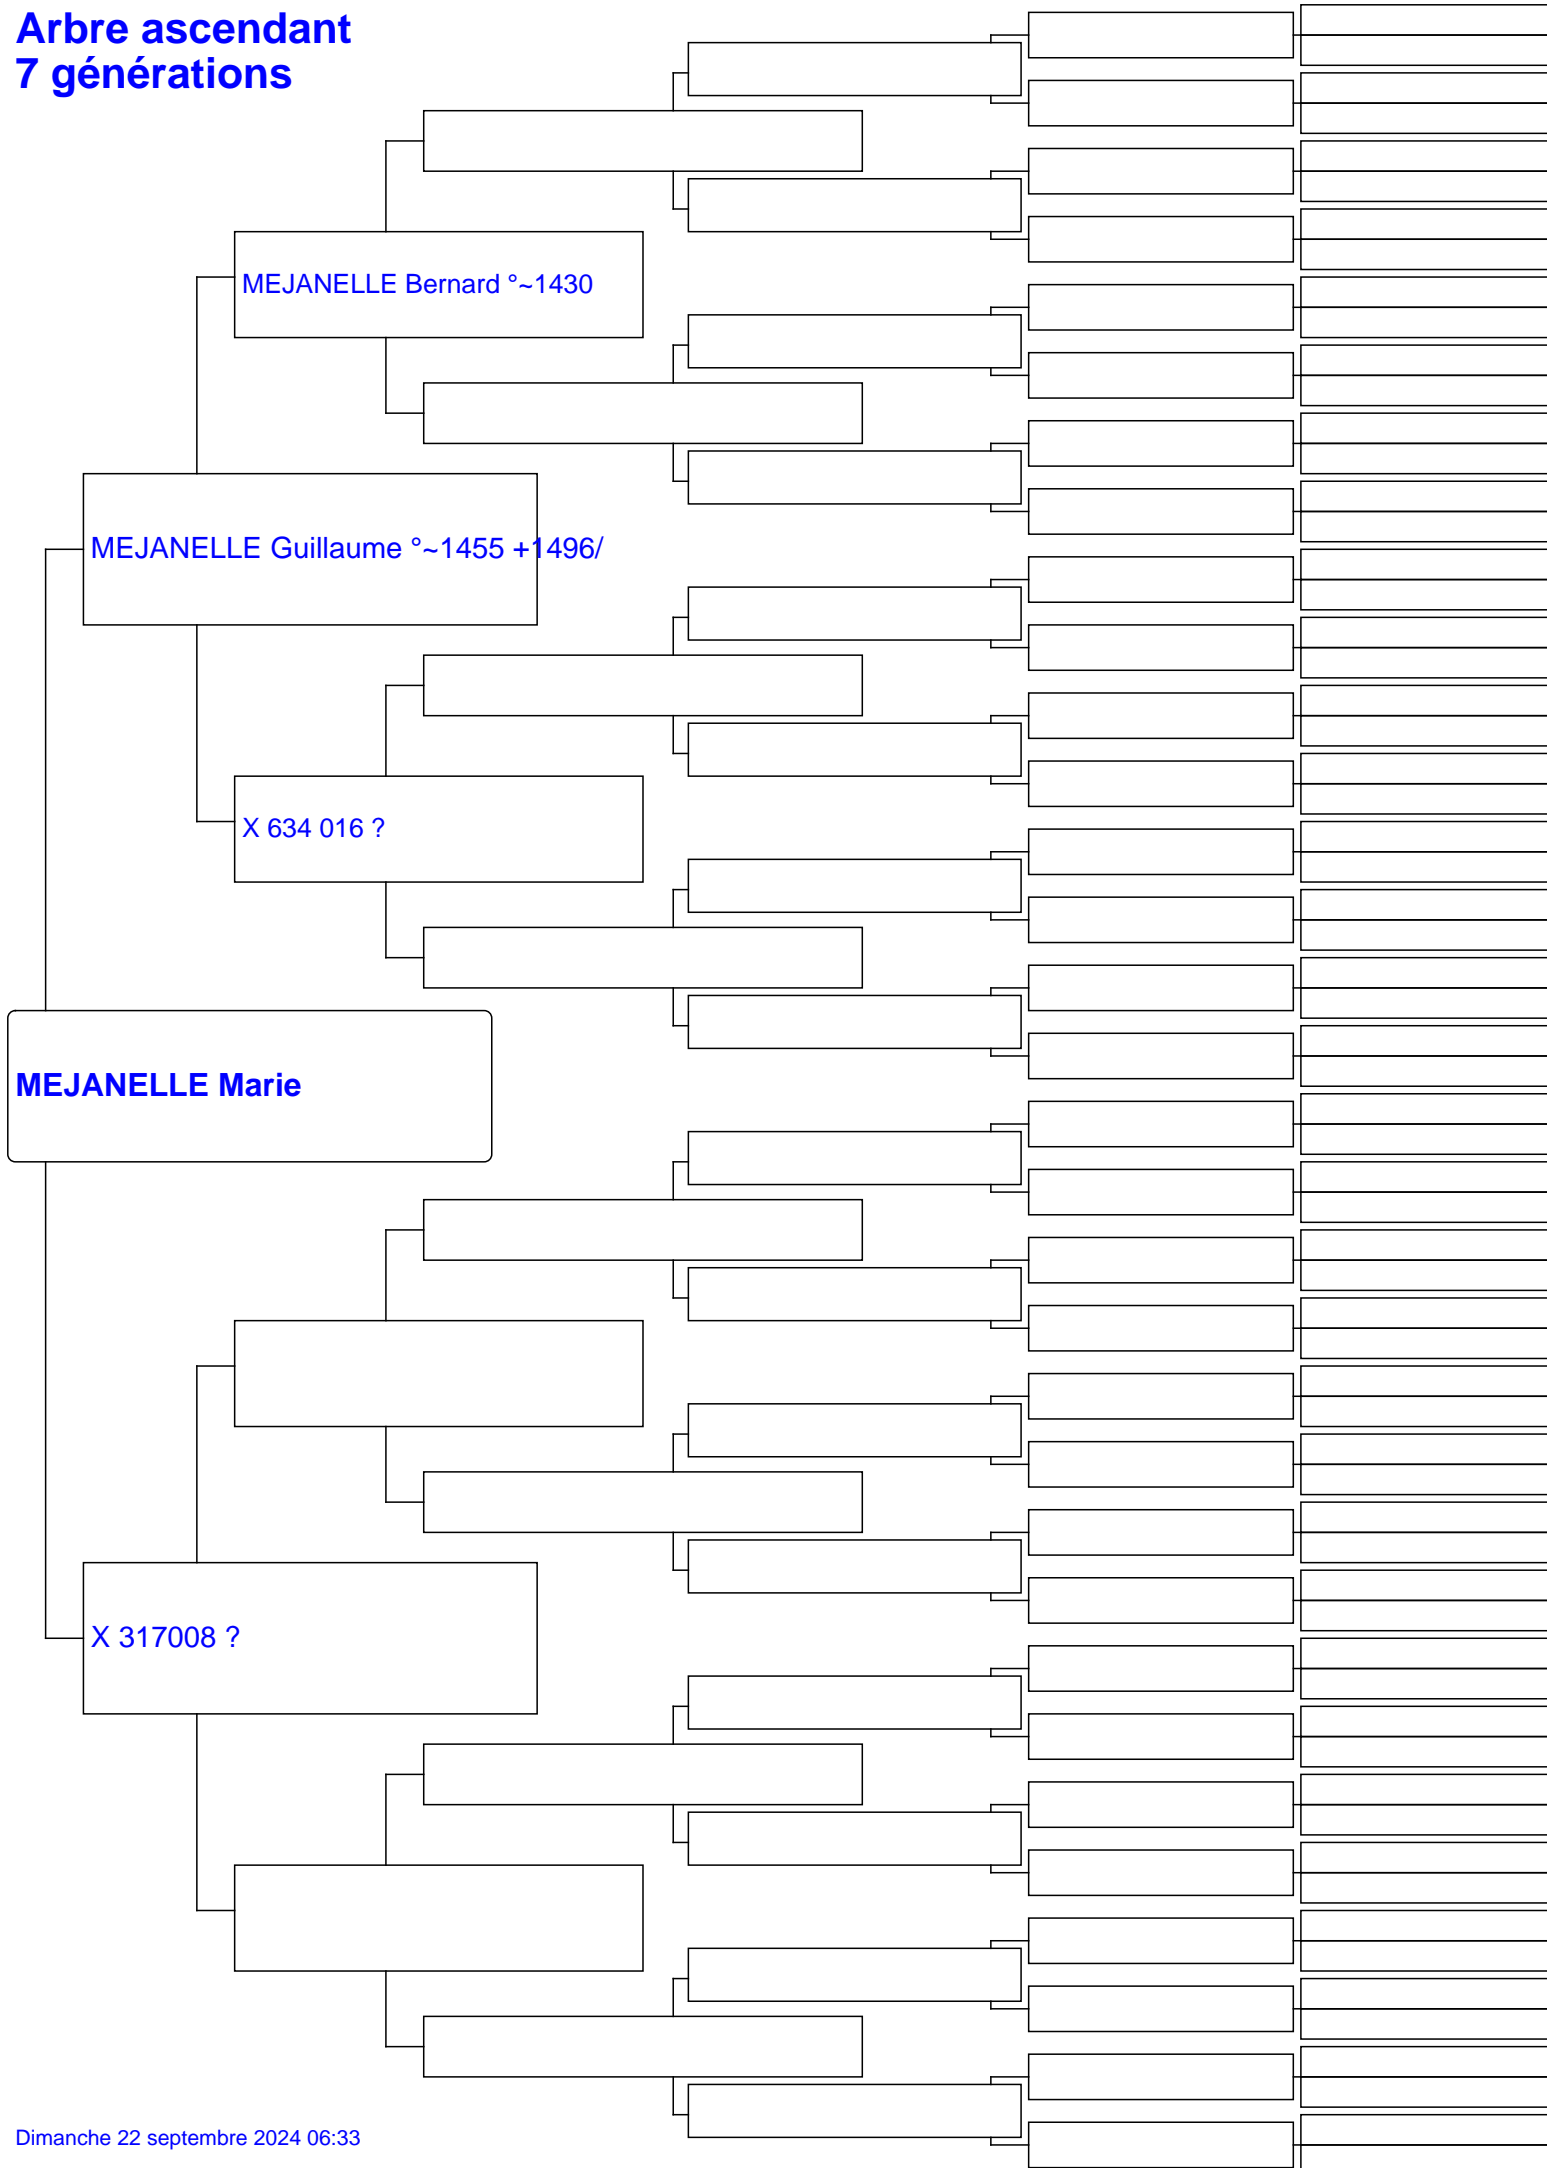 Arbre ascendant
7 générations
MEJANELLE Bernard °~1430
MEJANELLE Guillaume °~1455 +1496/
X 634 016 ?
MEJANELLE Marie
X 317008 ?
Dimanche 22 septembre 2024 06:33